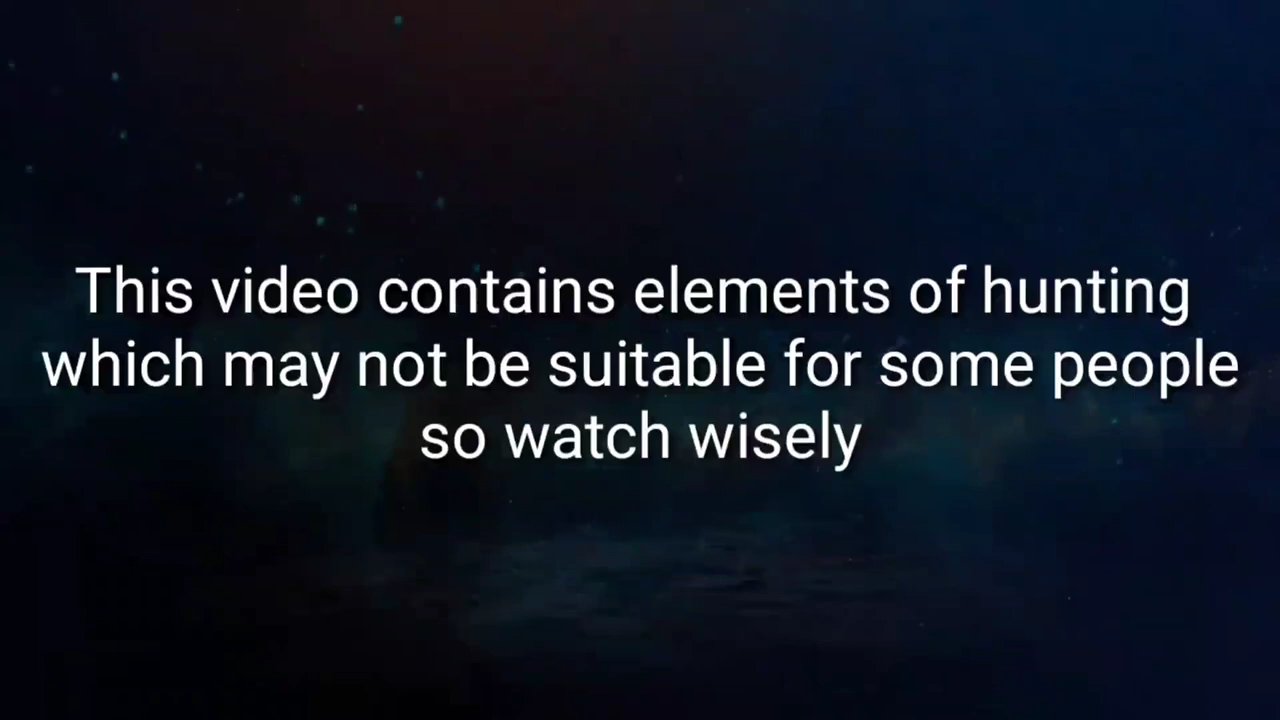 This video contains elements of hunting
which may not be suitable for some people
so watch wisely